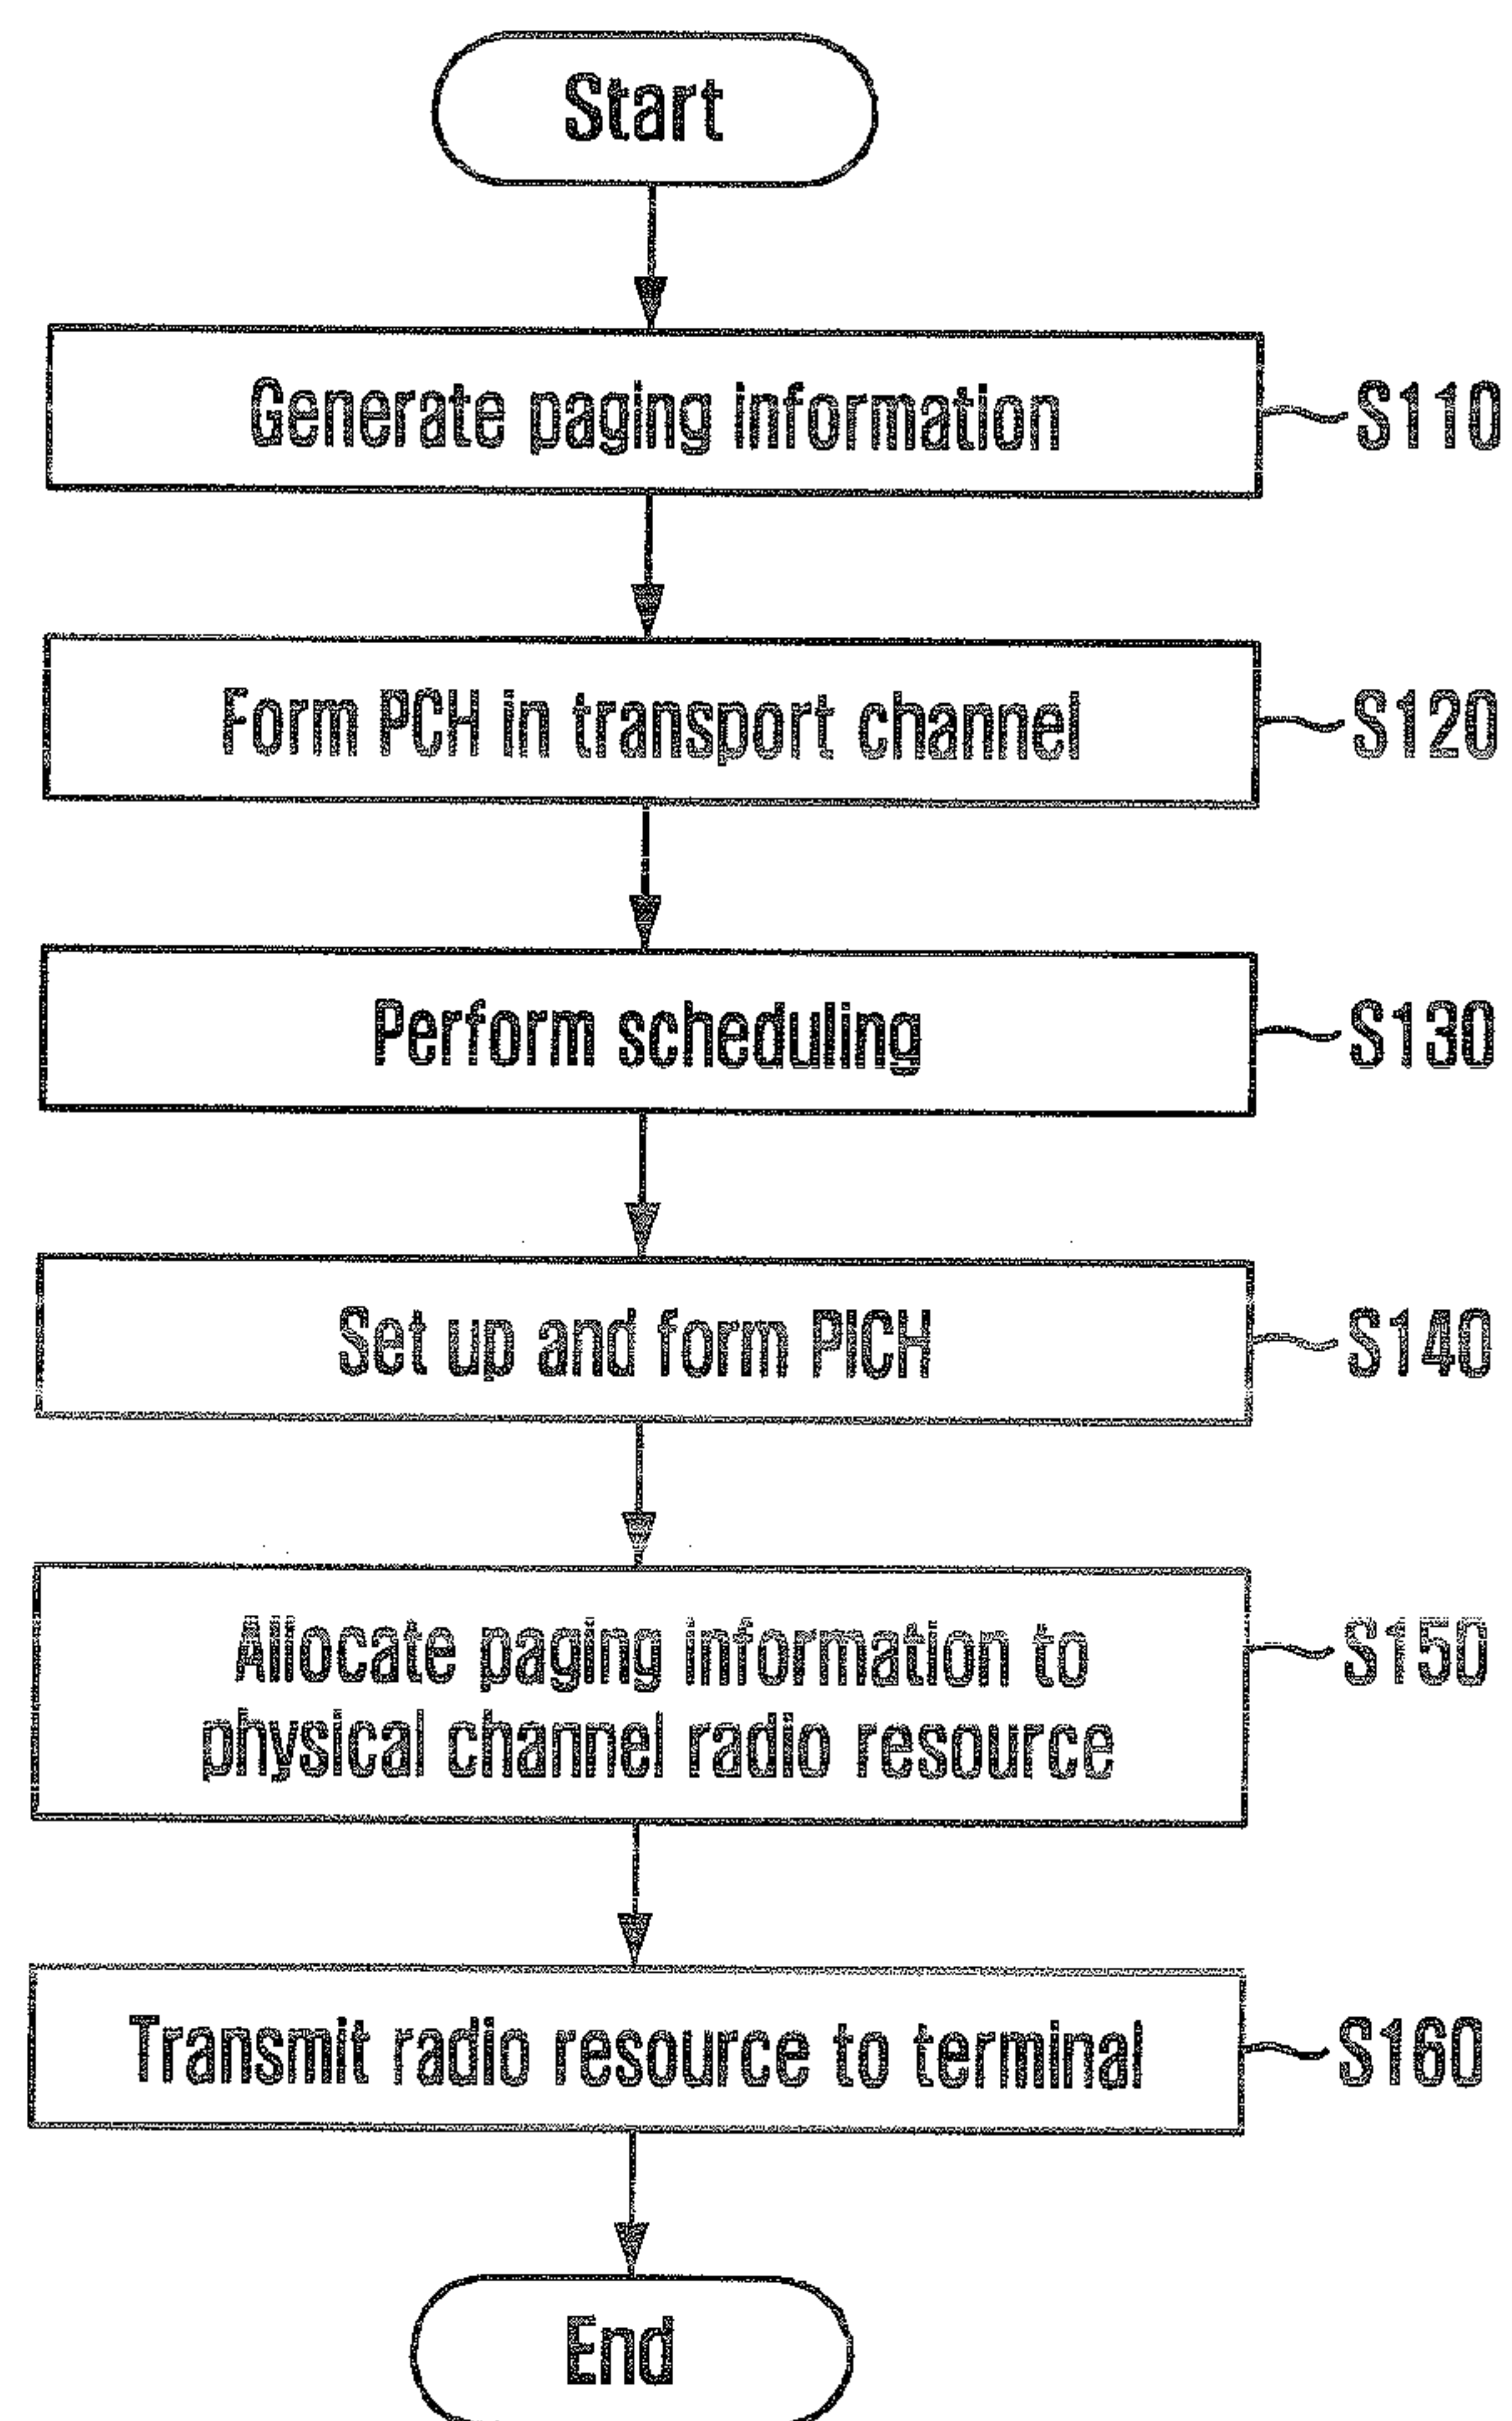 Start
Generate paging information
S110
Form PCH in transport channel
S120
Perform scheduling
S130
Set up and form PICH
S140
Allocate paging information to
physical channel radio resource
S150
Transmit radio resource to terminal
S160
End